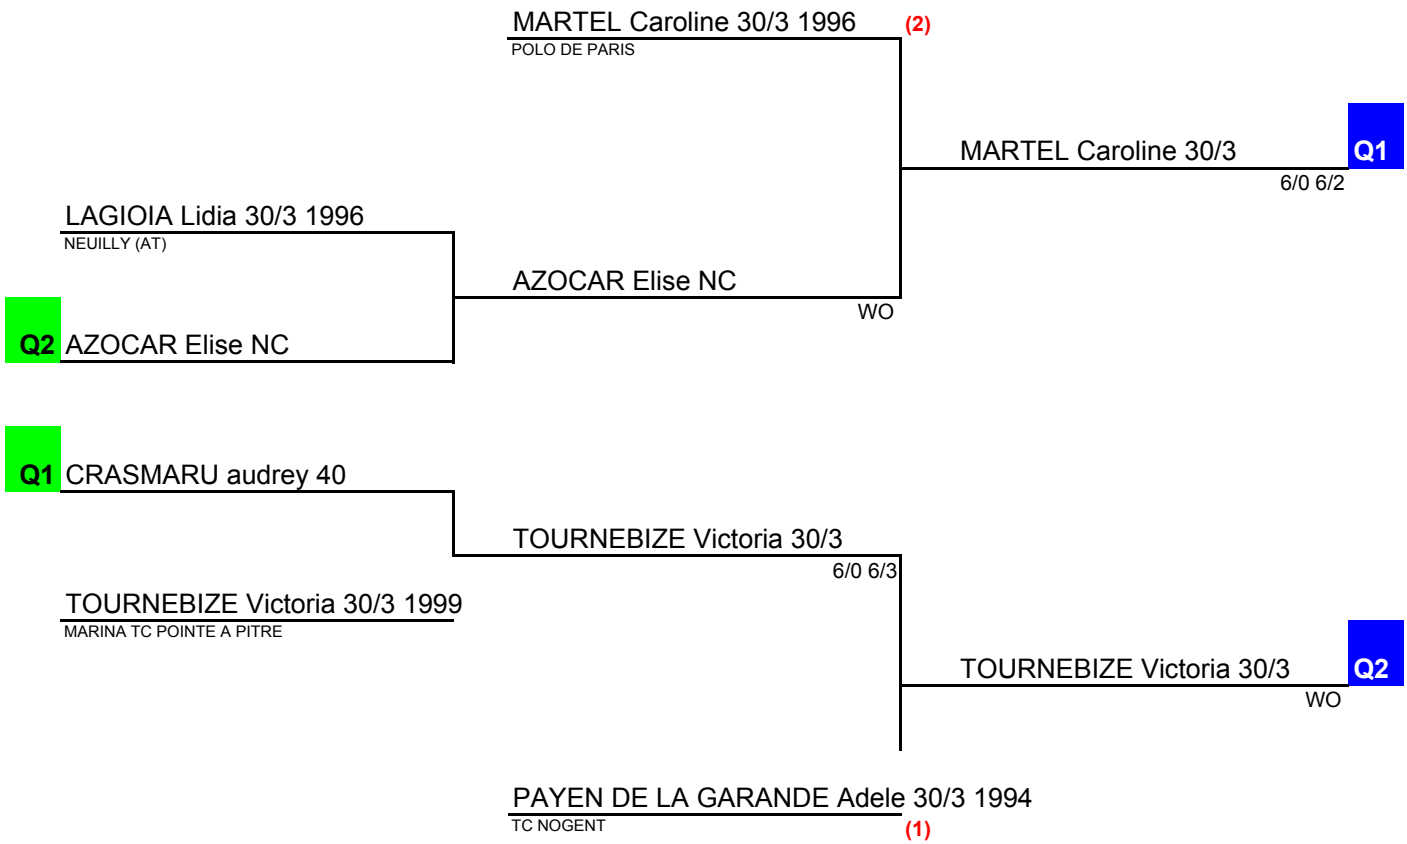 MARTEL Caroline 30/3 1996 (2)
POLO DE PARIS
MARTEL Caroline 30/3 Q1
6/0 6/2
LAGIOIA Lidia 30/3 1996
NEUILLY (AT)
AZOCAR Elise NC
WO
Q2 AZOCAR Elise NC
Q1 CRASMARU audrey 40
TOURNEBIZE Victoria 30/3
6/0 6/3
TOURNEBIZE Victoria 30/3 1999
MARINA TC POINTE A PITRE
TOURNEBIZE Victoria 30/3 Q2
WO
PAYEN DE LA GARANDE Adele 30/3 1994
TC NOGENT (1)